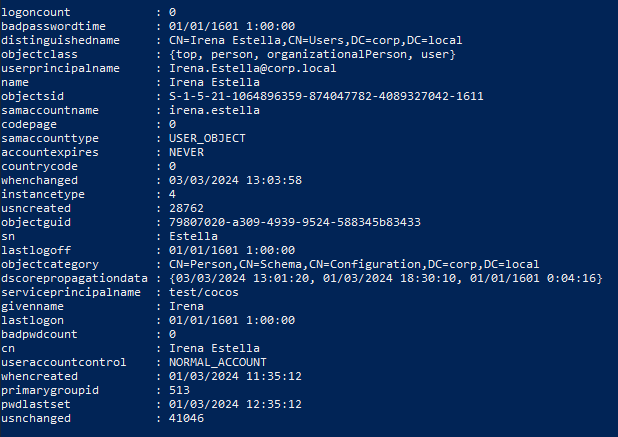 logoncount : 0
badpasswordtime : 01/01/1601 1:00:00
distinguishedname : CN=Irena Estella,CN=Users,DC=corp,DC=local
objectclass : {top, person, organizationalPerson, user}
userprincipalname : Irena.Estella@corp.local
name : Irena Estella
objectsid : S-1-5-21-1064896359-874047782-4089327042-1611
samaccountname : irena.estella
codepage : 0
samaccounttype : USER_OBJECT
accountexpires : NEVER
countrycode : 0
whenchanged : 03/03/2024 13:03:58
instancetype : 4
usncreated : 28762
objectguid : 79807020-a309-4939-9524-588345b83433
sn : Estella
lastlogoff : 01/01/1601 1:00:00
objectcategory : CN=Person,CN=Schema,CN=Configuration,DC=corp,DC=local
dscorepropagationdata : {03/03/2024 13:01:20, 01/03/2024 18:30:10, 01/01/1601 0:04:16}
serviceprincipalname : test/cocos
givenname : Irena
lastlogon : 01/01/1601 1:00:00
badpwdcount : 0
cn : Irena Estella
useraccountcontrol : NORMAL_ACCOUNT
whencreated : 01/03/2024 11:35:12
primarygroupid : 513
pwdlastset : 01/03/2024 12:35:12
usnchanged : 41046